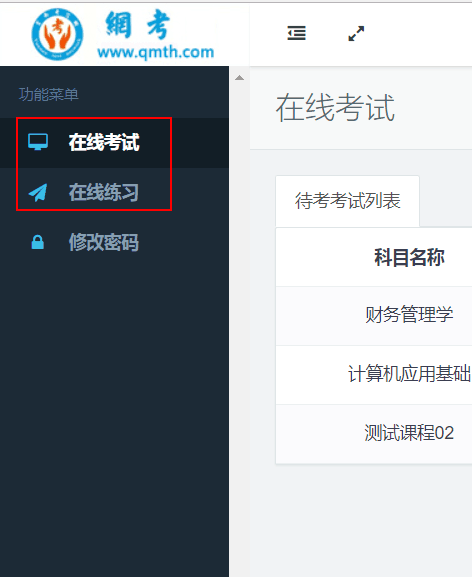 網考
www.qmth.com
功能菜单
在线考试
在线练习
修改密码
在线考试
待考考试列表
科目名称
财务管理学
计算机应用基础
测试课程02